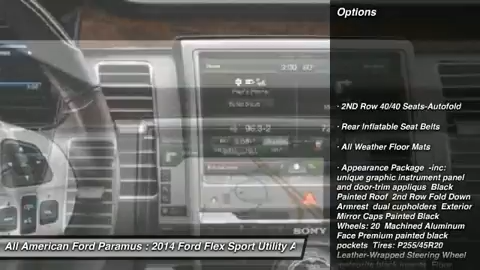 Options
· 2ND Row 40/40 Seats-Autofold
· Rear Inflatable Seat Belts
· All Weather Floor Mats
· Appearance Package -inc:
unique graphic instrument panel
and door-trim appliqus Black
Painted Roof 2nd Row Fold Down
Armrest dual cupholders Exterior
Mirror Caps Painted Black
Wheels: 20 Machined Aluminum
Face Premium painted black
pockets Tires: P255/45R20
Leather-Wrapped Steering Wheel
SONY
All American Ford Paramus : 2014 Ford Flex Sport Utility A